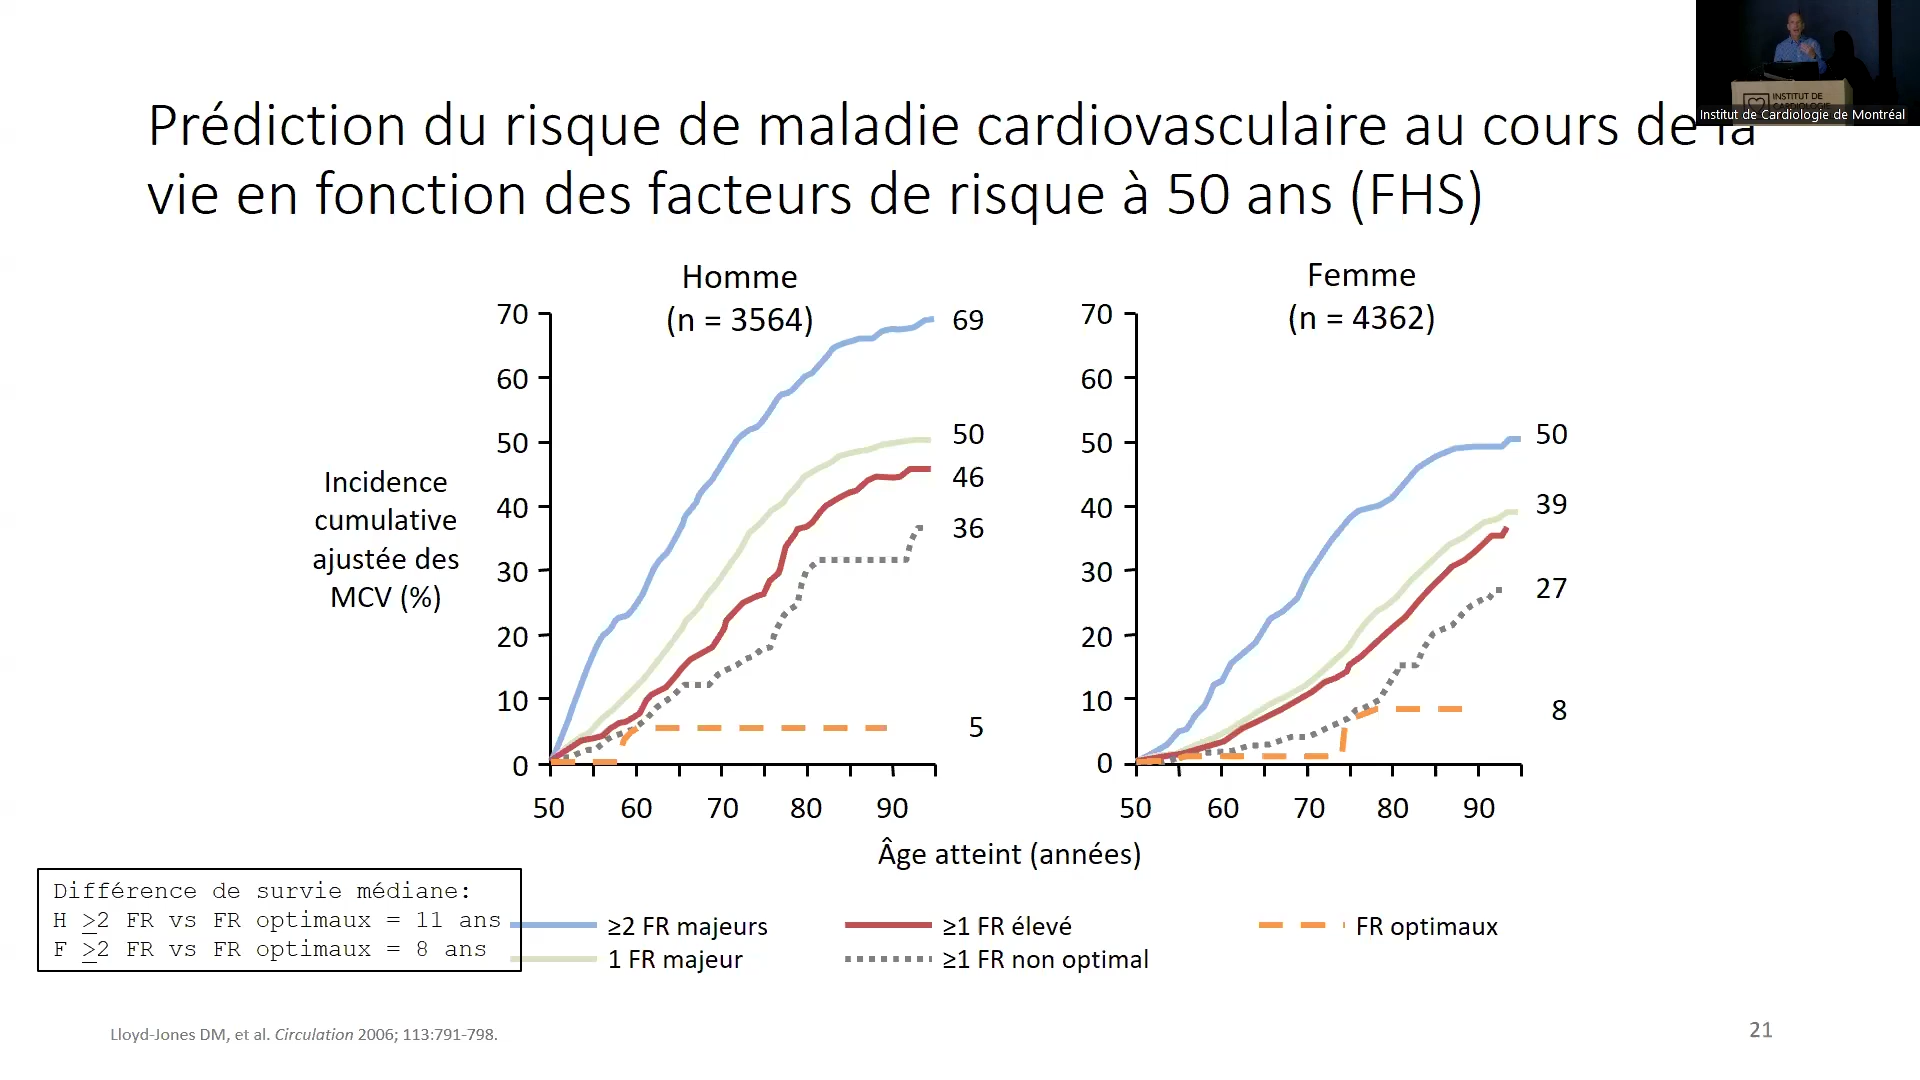 INSTITUT DE
CARDIOLOGIE
Institut de Cardiologie de Montréal
Prédiction du risque de maladie cardiovasculaire au cours de la
vie en fonction des facteurs de risque à 50 ans (FHS)
Homme
(n = 3564)
Femme
(n = 4362)
Incidence
cumulative
ajustée des
MCV (%)
70
60
50
40
30
20
10
0
69
50
46
36
5
50 60 70 80 90
70
60
50
40
30
20
10
0
50
39
27
8
50 60 70 80 90
Âge atteint (années)
Différence de survie médiane:
H >2 FR vs FR optimaux = 11 ans
F >2 FR vs FR optimaux = 8 ans
≥2 FR majeurs
≥1 FR élevé
FR optimaux
1 FR majeur
≥1 FR non optimal
Lloyd-Jones DM, et al. Circulation 2006; 113:791-798.
21